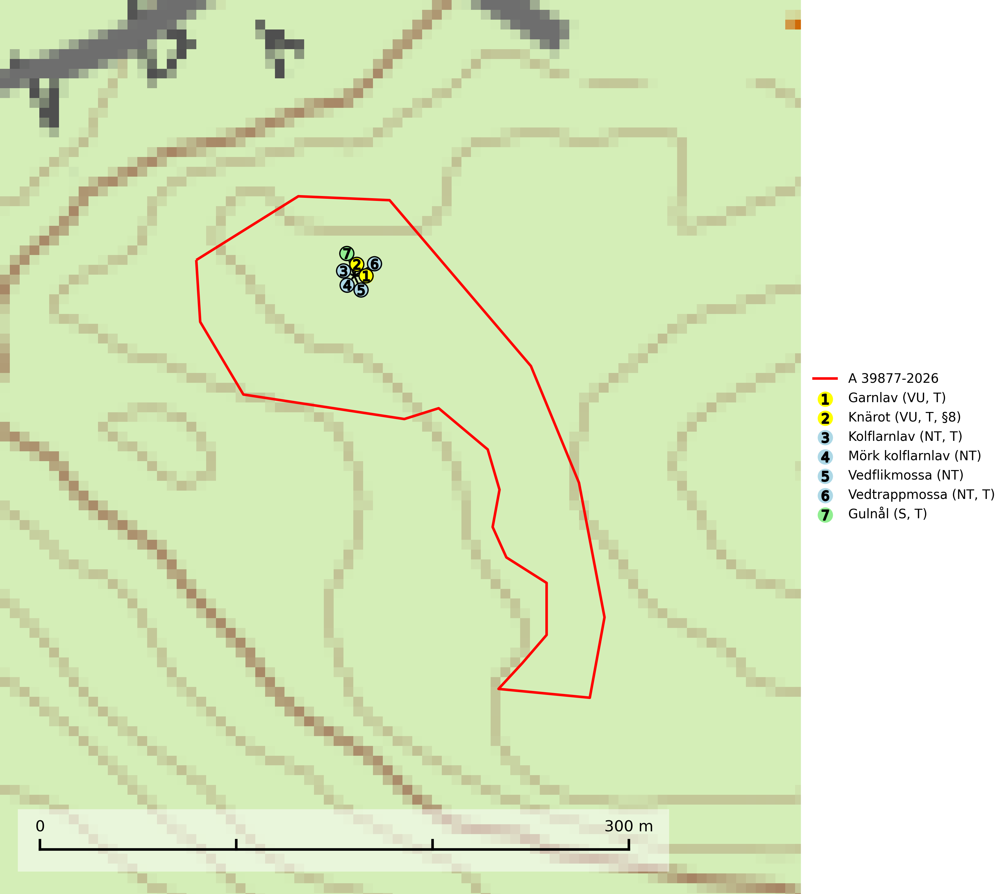 7
2
6
3
1
4
5
A 39877-2026
1 Garnlav (VU, T)
2 Knärot (VU, T, §8)
3 Kolflarnlav (NT, T)
4 Mörk kolflarnlav (NT)
5 Vedflikmossa (NT)
6 Vedtrappmossa (NT, T)
7 Gulnål (S, T)
0 300 m